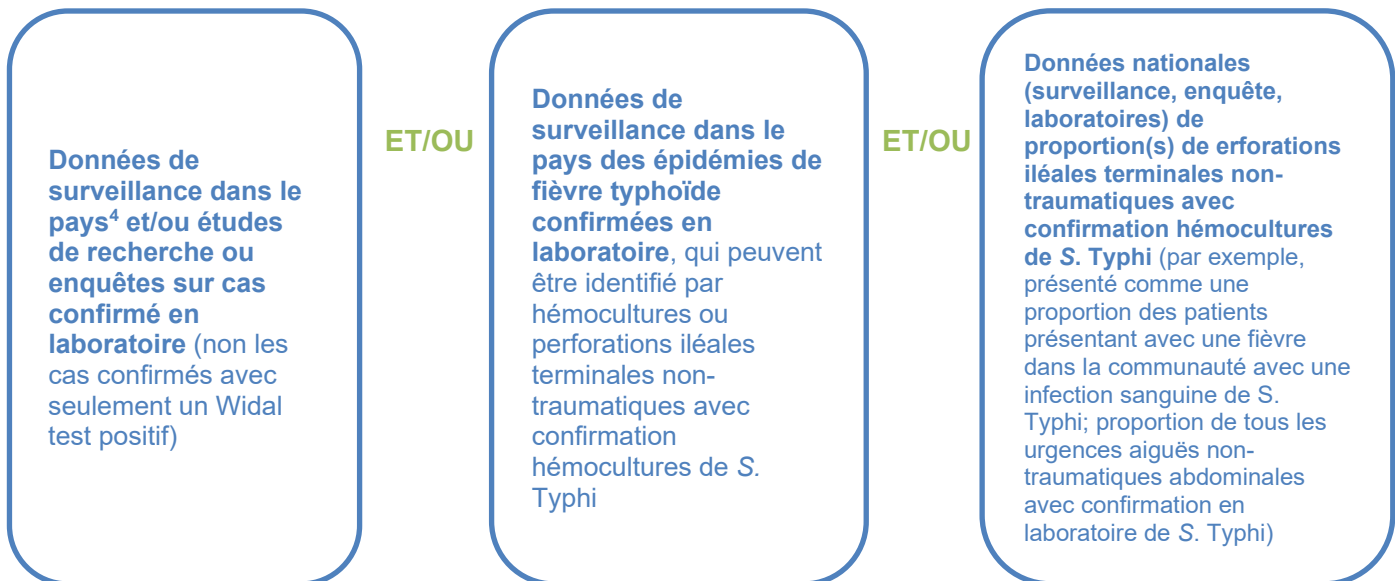 Données de
surveillance dans le
pays⁴ et/ou études
de recherche ou
enquêtes sur cas
confirmé en
laboratoire (non les
cas confirmés avec
seulement un Widal
test positif)
ET/OU
Données de
surveillance dans le
pays des épidémies de
fièvre typhoïde
confirmées en
laboratoire, qui peuvent
être identifié par
hémocultures ou
perforations iléales
terminales non-
traumatiques avec
confirmation
hémocultures de S.
Typhi
ET/OU
Données nationales
(surveillance, enquête,
laboratoires) de
proportion(s) de erforations
iléales terminales non-
traumatiques avec
confirmation hémocultures
de S. Typhi (par exemple,
présenté comme une
proportion des patients
présentant avec une fièvre
dans la communauté avec une
infection sanguine de S.
Typhi; proportion de tous les
urgences aiguës non-
traumatiques abdominales
avec confirmation en
laboratoire de S. Typhi)